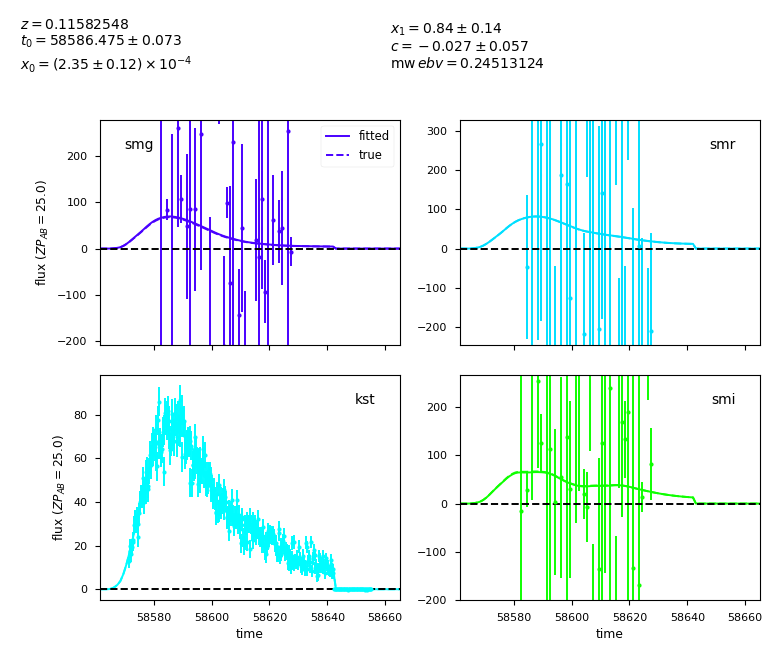 z = 0.11582548
t₀ = 58586.475 ± 0.073
x₀ = (2.35 ± 0.12) × 10⁻⁴
x₁ = 0.84 ± 0.14
c = −0.027 ± 0.057
mw ebv = 0.24513124
smg
fitted
true
200
100
0
−100
−200
flux (ZP_AB = 25.0)
smr
300
200
100
0
−100
−200
kst
80
60
40
20
0
flux (ZP_AB = 25.0)
58580 58600 58620 58640 58660
time
smi
200
100
0
−100
−200
58580 58600 58620 58640 58660
time